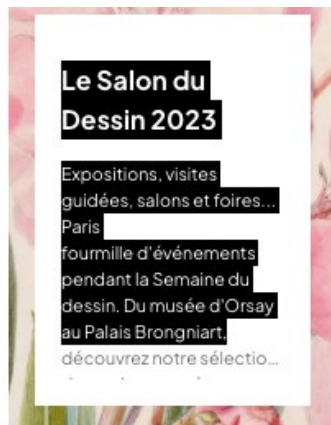 Le Salon du
Dessin 2023
Expositions, visites
guidées, salons et foires...
Paris
fourmille d'événements
pendant la Semaine du
dessin. Du musée d'Orsay
au Palais Brongniart,
découvrez notre sélectio...